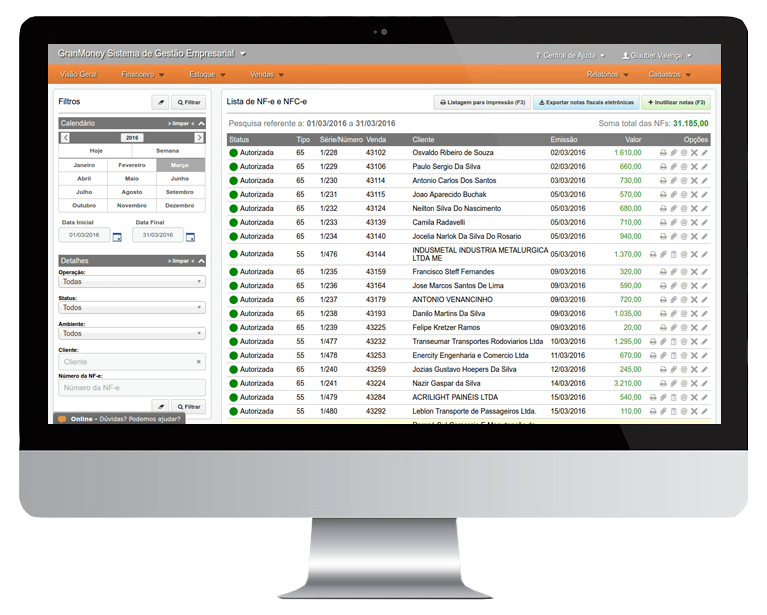 GranMoney Sistema de Gestão Empresarial
? Central de Ajuda
Glauber Valença
Visão Geral Financeiro Estoque Vendas Relatórios Cadastros
Filtros
Filtrar
Calendário
» limpar «
2016
Hoje Semana
Janeiro Fevereiro Março
Abril Maio Junho
Julho Agosto Setembro
Outubro Novembro Dezembro
Data Inicial Data Final
01/03/2016 31/03/2016
Detalhes
» limpar «
Operação:
Todas
Status:
Todos
Ambiente:
Todos
Cliente:
Cliente
Número da NF-e:
Número da NF-e
Filtrar
Online - Dúvidas? Podemos ajudar?
Lista de NF-e e NFC-e
Listagem para impressão (F3)
Exportar notas fiscais eletrônicas
+ Inutilizar notas (F3)
Pesquisa referente a: 01/03/2016 a 31/03/2016
Soma total das NFs: 31.185,00
Status Tipo Série/Número Venda Cliente Emissão Valor Opções
Autorizada 65 1/228 43102 Osvaldo Ribeiro de Souza 02/03/2016 1.610,00
Autorizada 65 1/229 43106 Paulo Sergio Da Silva 02/03/2016 660,00
Autorizada 65 1/230 43114 Antonio Carlos Dos Santos 03/03/2016 730,00
Autorizada 65 1/231 43115 Joao Aparecido Buchak 05/03/2016 570,00
Autorizada 65 1/232 43124 Neilton Silva Do Nascimento 05/03/2016 680,00
Autorizada 65 1/233 43139 Camila Radavelli 05/03/2016 710,00
Autorizada 65 1/234 43140 Jocelia Narlok Da Silva Do Rosario 05/03/2016 940,00
Autorizada 55 1/476 43144 INDUSMETAL INDUSTRIA METALURGICA LTDA ME 05/03/2016 1.370,00
Autorizada 65 1/235 43159 Francisco Steff Fernandes 09/03/2016 320,00
Autorizada 65 1/236 43164 Jose Marcos Santos De Lima 09/03/2016 590,00
Autorizada 65 1/237 43179 ANTONIO VENANCINHO 09/03/2016 720,00
Autorizada 65 1/238 43193 Danilo Martins Da Silva 09/03/2016 1.035,00
Autorizada 65 1/239 43225 Felipe Kretzer Ramos 09/03/2016 20,00
Autorizada 55 1/477 43232 Transeumar Transportes Rodoviarios Ltda 10/03/2016 1.295,00
Autorizada 55 1/478 43253 Enercity Engenharia e Comercio Ltda 11/03/2016 670,00
Autorizada 65 1/240 43259 Jozias Gustavo Hoepers Da Silva 12/03/2016 245,00
Autorizada 65 1/241 43224 Nazir Gaspar da Silva 14/03/2016 3.210,00
Autorizada 55 1/479 43284 ACRILIGHT PAINÉIS LTDA 15/03/2016 540,00
Autorizada 55 1/480 43292 Leblon Transporte de Passageiros Ltda. 15/03/2016 110,00